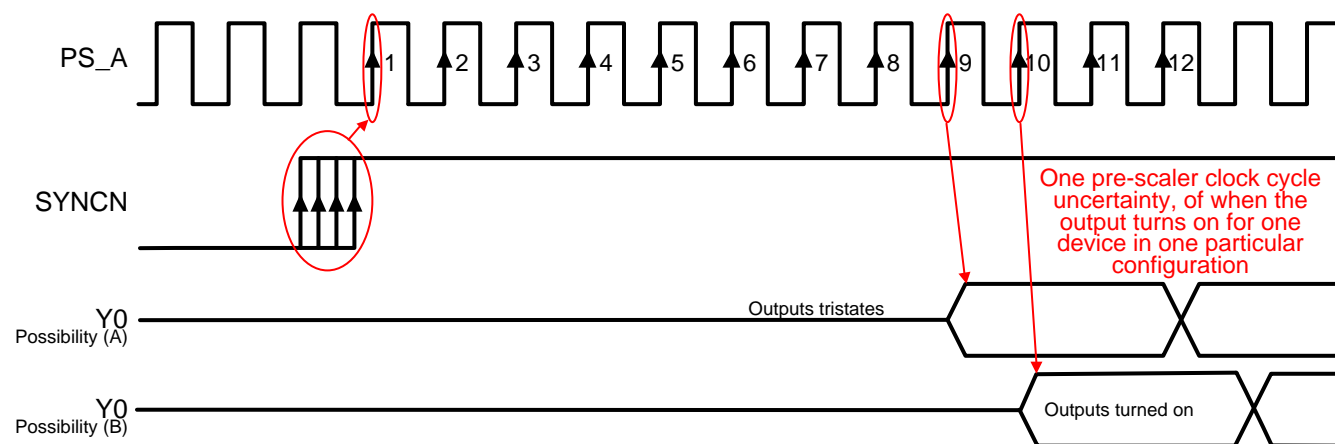 PS_A
1 2 3 4 5 6 7 8 9 10 11 12
SYNCN
One pre-scaler clock cycle
uncertainty, of when the
output turns on for one
device in one particular
configuration
Y0
Possibility (A)
Outputs tristates
Y0
Possibility (B)
Outputs turned on